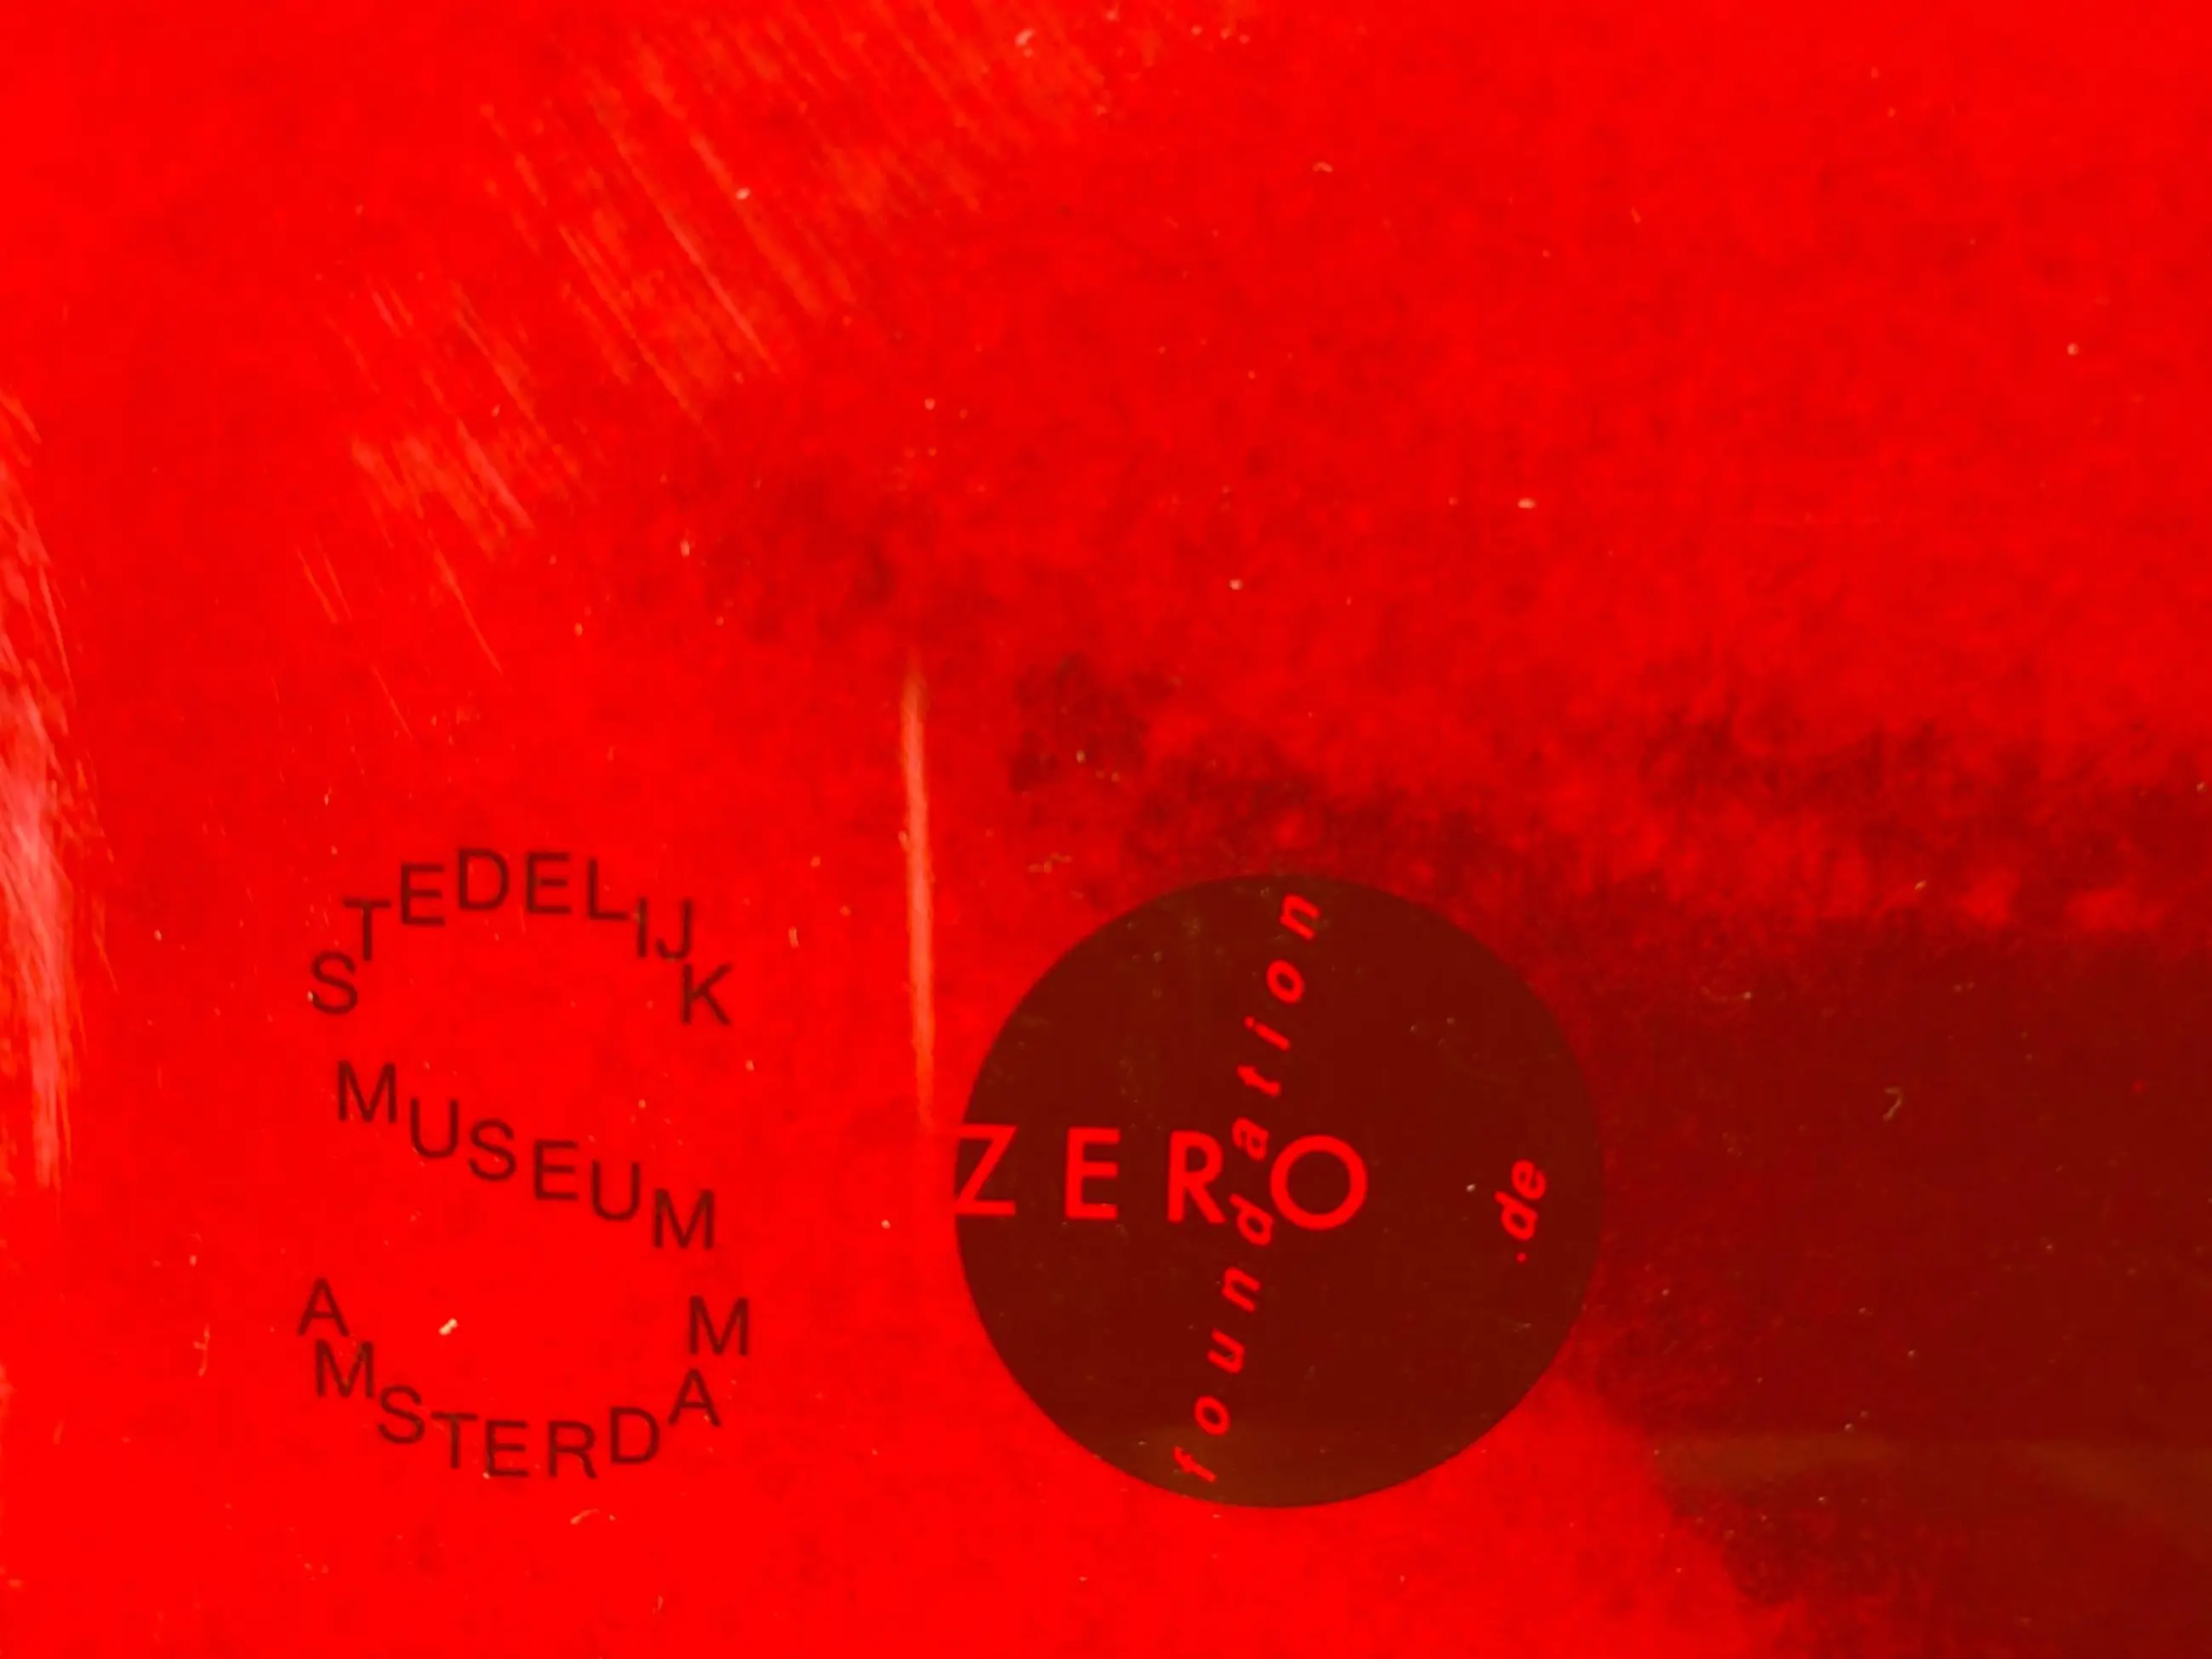 STEDELIJK
MUSEUM
AMSTERDAM
ZERO
foundation
.de